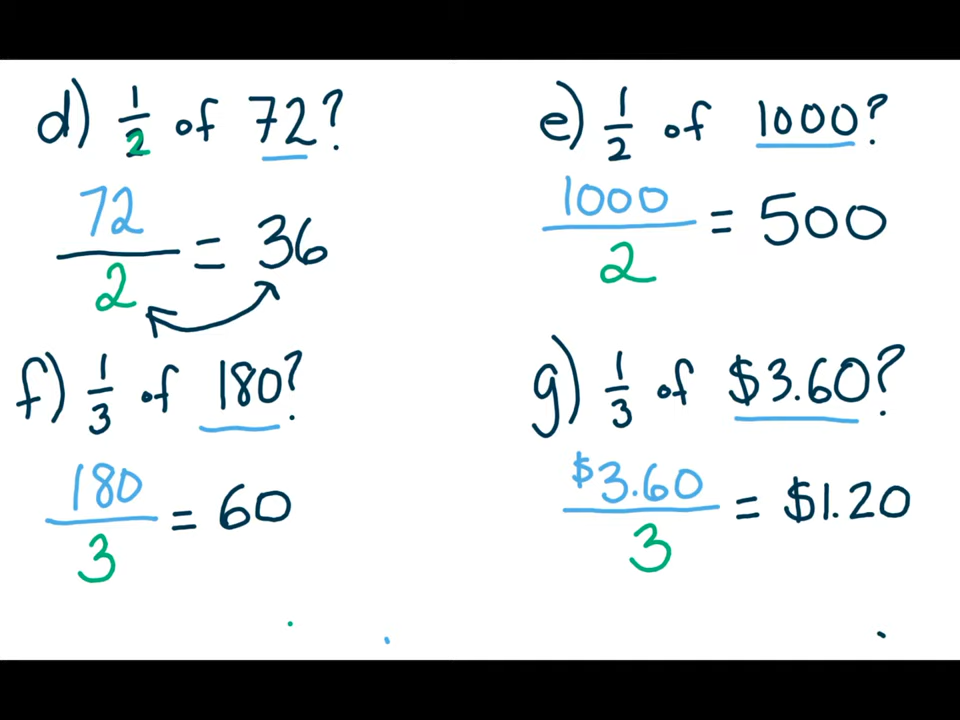 d) 1/2 of 72?
72/2 = 36
e) 1/2 of 1000?
1000/2 = 500
f) 1/3 of 180?
180/3 = 60
g) 1/3 of $3.60?
$3.60/3 = $1.20